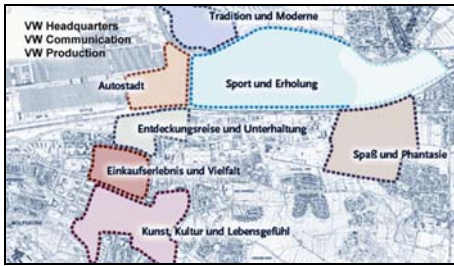 Tradition und Moderne
VW Headquarters
VW Communication
VW Production
Autostadt
Sport und Erholung
Entdeckungsreise und Unterhaltung
Spaß und Phantasie
Einkaufserlebnis und Vielfalt
Kunst, Kultur und Lebensgefühl